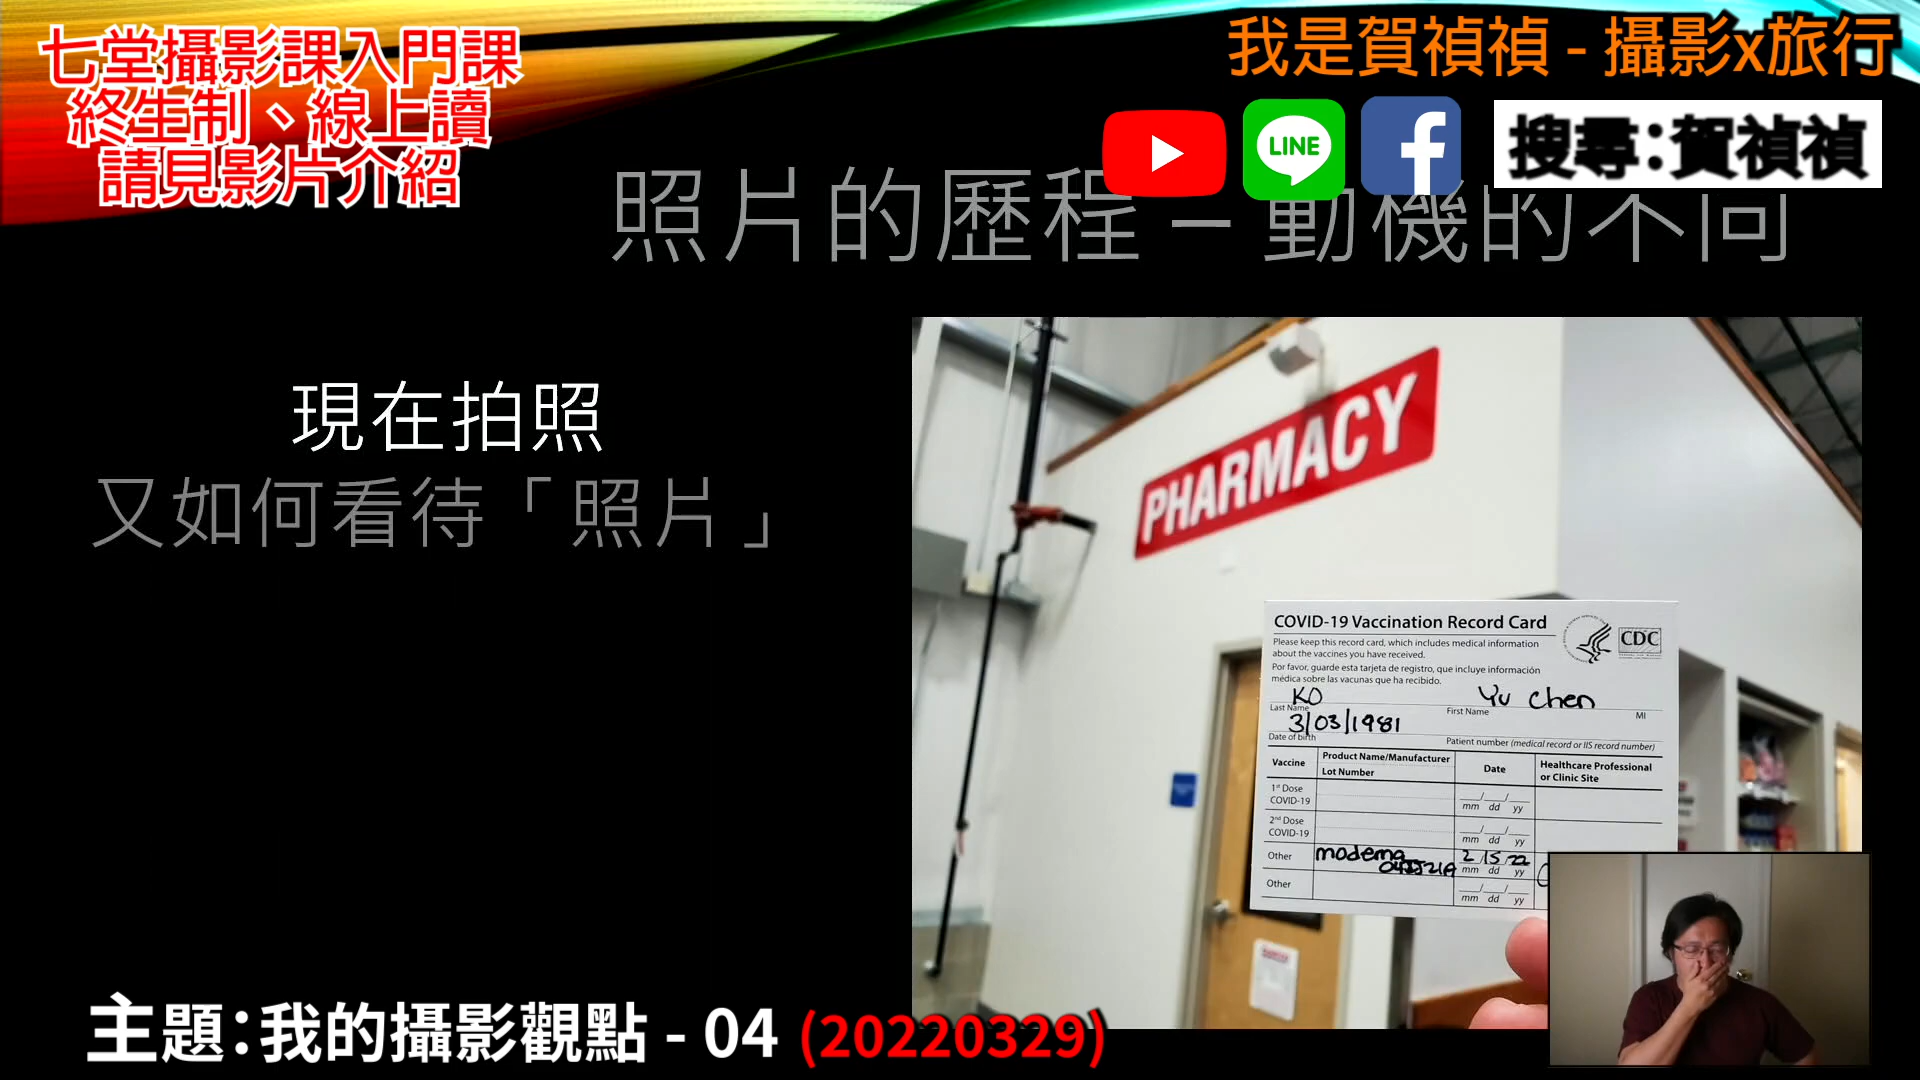 七堂攝影課入門課
終生制、線上讀
請見影片介紹
我是賀禎禎 - 攝影x旅行
LINE
搜尋:賀禎禎
照片的歷程 – 動機的不同
現在拍照
又如何看待「照片」
PHARMACY
COVID-19 Vaccination Record Card
CDC
Please keep this record card, which includes medical information
about the vaccines you have received.
Por favor, guarde esta tarjeta de registro, que incluye información
médica sobre las vacunas que ha recibido.
KO Yu Chen
Last Name First Name MI
3/03/1981
Date of birth Patient number (medical record or IIS record number)
Vaccine Product Name/Manufacturer Date Healthcare Professional
Lot Number or Clinic Site
1st Dose
COVID-19 mm dd yy
2nd Dose
COVID-19 mm dd yy
Other moderna 2/15/22
mm dd yy
Other
mm dd yy
主題:我的攝影觀點 - 04 (20220329)